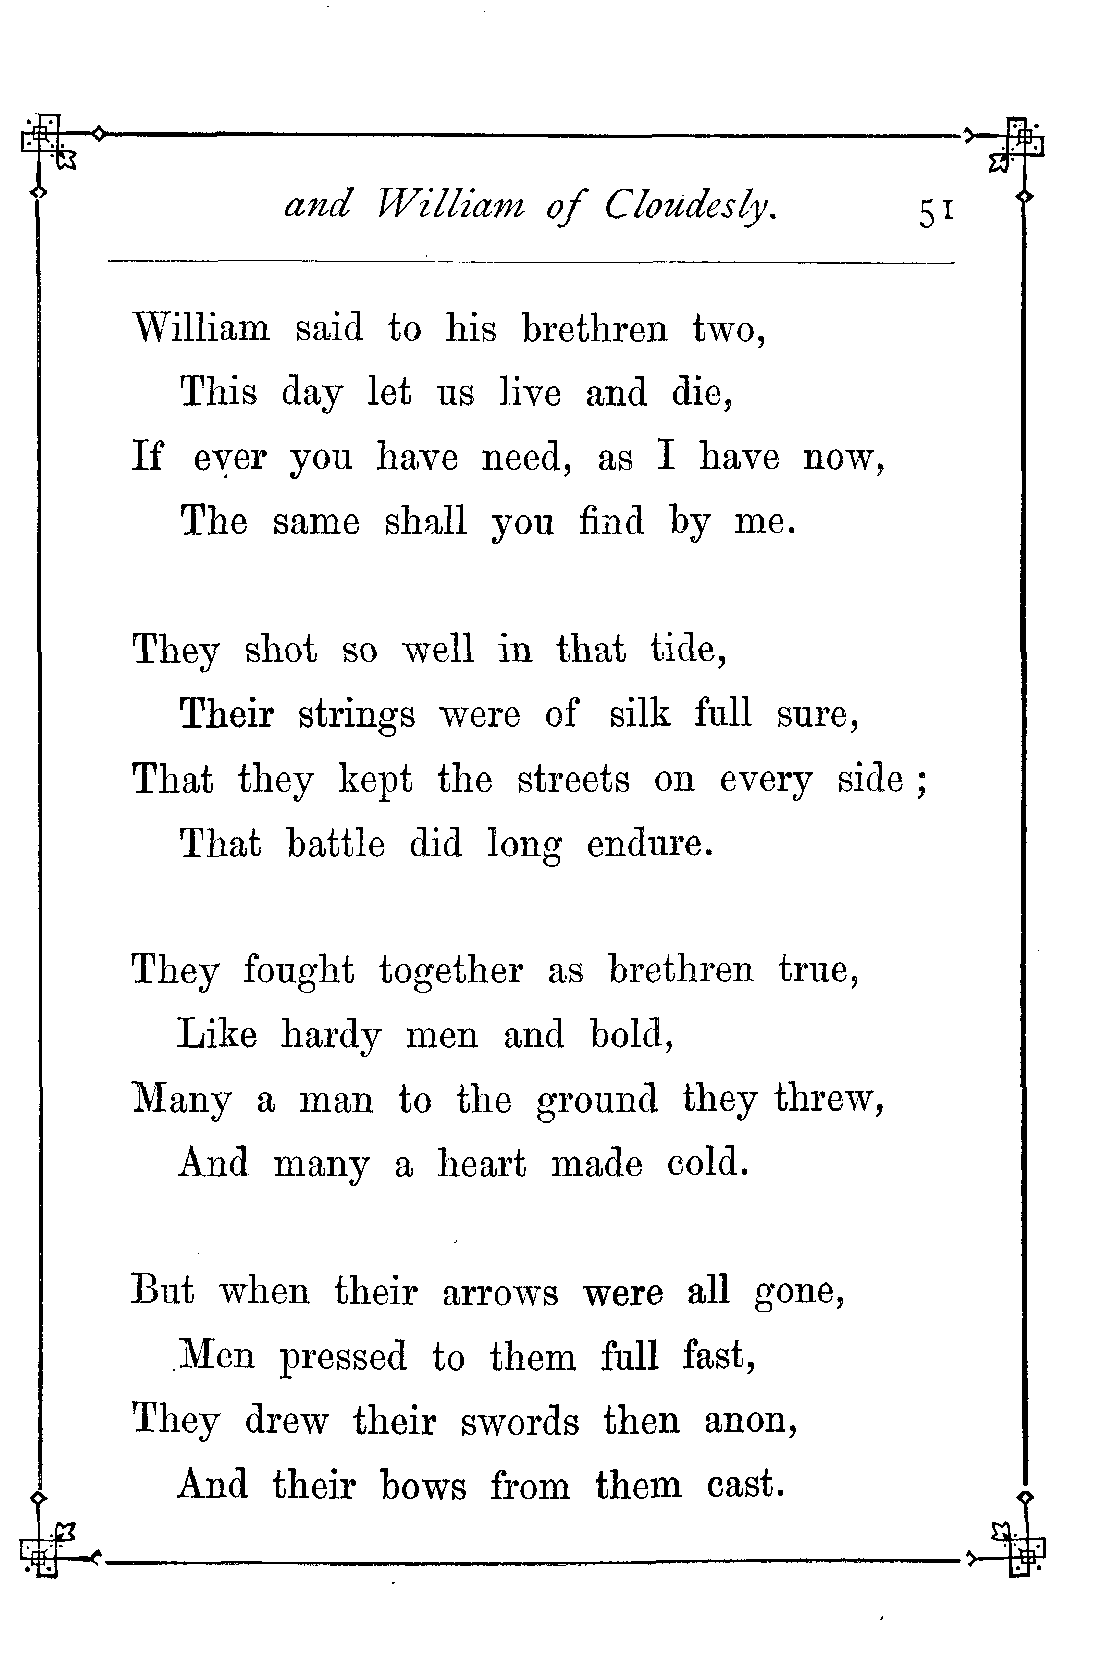 and William of Cloudesly. 51
William said to his brethren two,
This day let us live and die,
If ever you have need, as I have now,
The same shall you find by me.
They shot so well in that tide,
Their strings were of silk full sure,
That they kept the streets on every side ;
That battle did long endure.
They fought together as brethren true,
Like hardy men and bold,
Many a man to the ground they threw,
And many a heart made cold.
But when their arrows were all gone,
Men pressed to them full fast,
They drew their swords then anon,
And their bows from them cast.